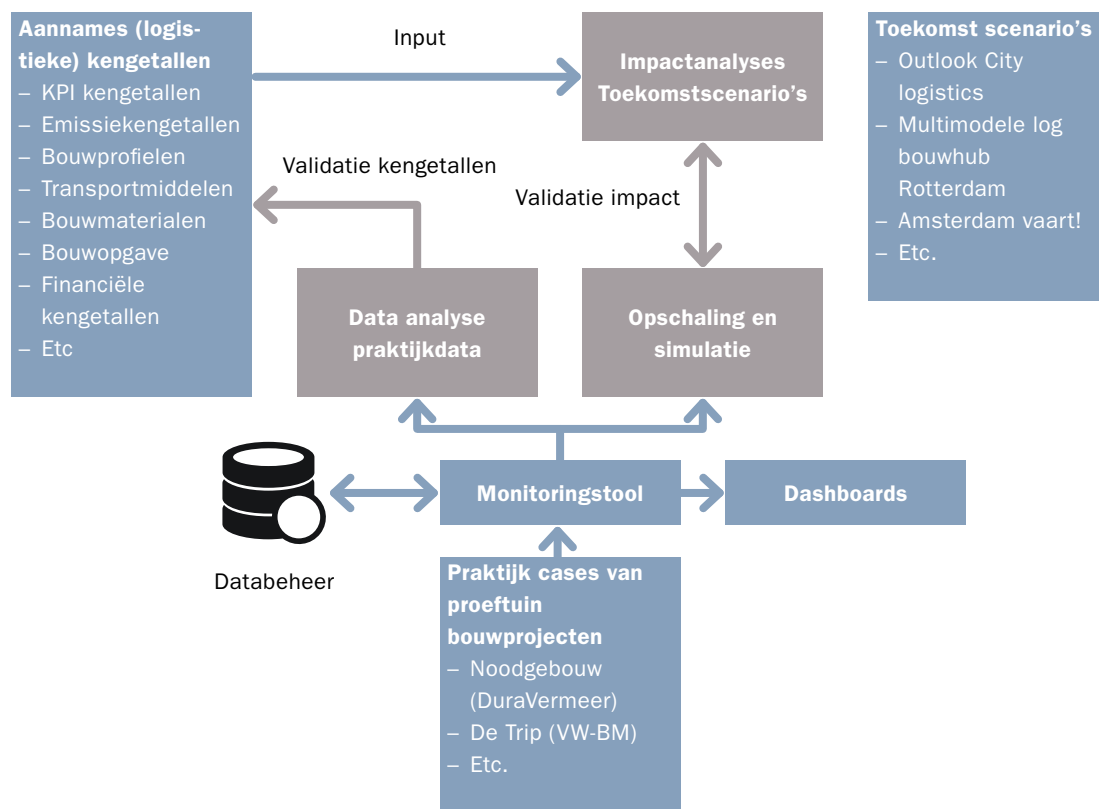 Aannames (logis-
tieke) kengetallen
– KPI kengetallen
– Emissiekengetallen
– Bouwprofielen
– Transportmiddelen
– Bouwmaterialen
– Bouwopgave
– Financiële
kengetallen
– Etc
Input
Impactanalyses
Toekomstscenario's
Toekomst scenario's
– Outlook City
logistics
– Multimodele log
bouwhub
Rotterdam
– Amsterdam vaart!
– Etc.
Validatie kengetallen
Validatie impact
Data analyse
praktijkdata
Opschaling en
simulatie
Databeheer
Monitoringstool
Dashboards
Praktijk cases van
proeftuin
bouwprojecten
– Noodgebouw
(DuraVermeer)
– De Trip (VW-BM)
– Etc.